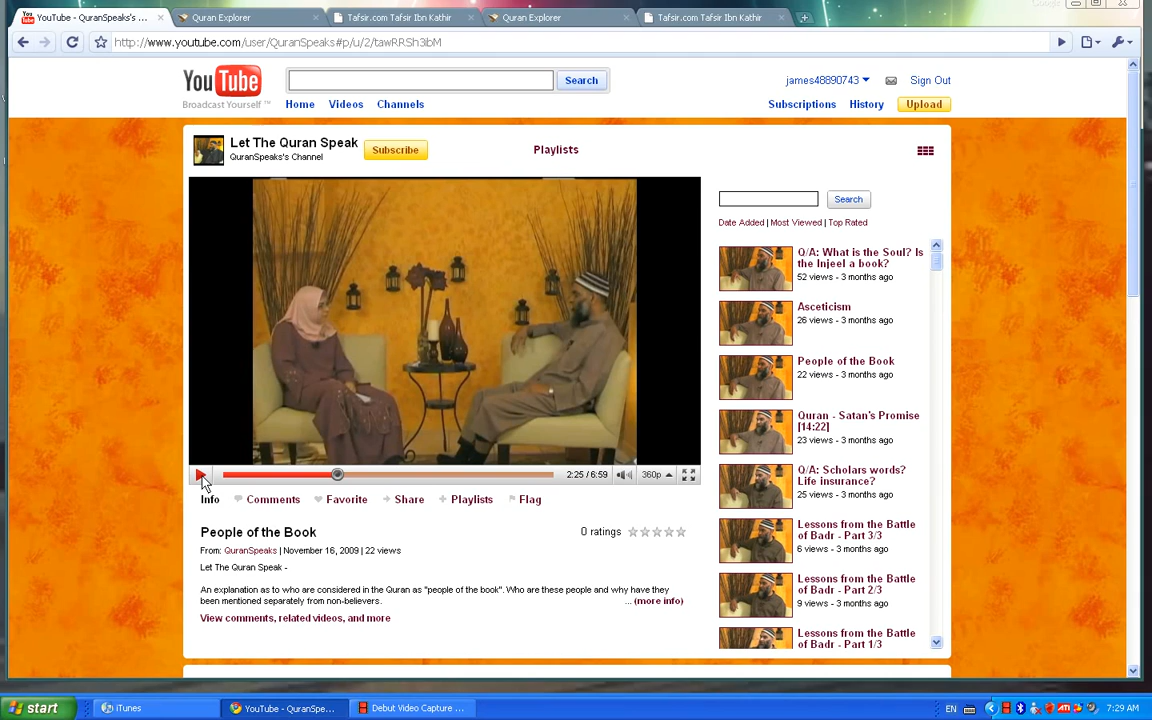 YouTube - QuranSpeaks's ...
Quran Explorer
Tafsir.com Tafsir Ibn Kathir
Quran Explorer
Tafsir.com Tafsir Ibn Kathir
http://www.youtube.com/user/QuranSpeaks#p/u/2/tawRRSh3ibM
YouTube
Broadcast Yourself ™
Search
james48890743
Sign Out
Home Videos Channels
Subscriptions History Upload
Let The Quran Speak
QuranSpeaks's Channel
Subscribe
Playlists
Search
Date Added | Most Viewed | Top Rated
Q/A: What is the Soul? Is
the Injeel a book?
52 views - 3 months ago
Asceticism
26 views - 3 months ago
People of the Book
22 views - 3 months ago
Quran - Satan's Promise
[14:22]
23 views - 3 months ago
Q/A: Scholars words?
Life insurance?
25 views - 3 months ago
Lessons from the Battle
of Badr - Part 3/3
6 views - 3 months ago
Lessons from the Battle
of Badr - Part 2/3
9 views - 3 months ago
Lessons from the Battle
of Badr - Part 1/3
2:25 / 6:59
360p
Info Comments Favorite Share Playlists Flag
People of the Book
0 ratings
From: QuranSpeaks | November 16, 2009 | 22 views
Let The Quran Speak -
An explanation as to who are considered in the Quran as "people of the book". Who are these people and why have they
been mentioned separately from non-believers. ... (more info)
View comments, related videos, and more
start
iTunes
YouTube - QuranSpe...
Debut Video Capture ...
EN
7:29 AM